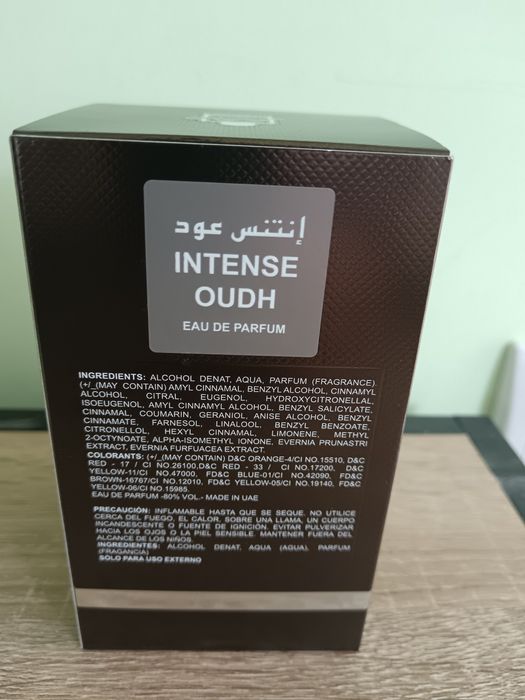 إنتنس عود
INTENSE
OUDH
EAU DE PARFUM
INGREDIENTS: ALCOHOL DENAT, AQUA, PARFUM (FRAGRANCE).
(+/_(MAY CONTAIN) AMYL CINNAMAL, BENZYL ALCOHOL, CINNAMYL
ALCOHOL, CITRAL, EUGENOL, HYDROXYCITRONELLAL,
ISOEUGENOL, AMYL CINNAMYL ALCOHOL, BENZYL SALICYLATE,
CINNAMAL, COUMARIN, GERANIOL, ANISE ALCOHOL, BENZYL
CINNAMATE, FARNESOL, LINALOOL, BENZYL BENZOATE,
CITRONELLOL, HEXYL CINNAMAL, LIMONENE, METHYL
2-OCTYNOATE, ALPHA-ISOMETHYL IONONE, EVERNIA PRUNASTRI
EXTRACT, EVERNIA FURFUACEA EXTRACT.
COLORANTS: (+/_(MAY CONTAIN) D&C ORANGE-4/CI NO.15510, D&C
RED - 17 / CI NO.26100,D&C RED - 33 / CI NO.17200, D&C
YELLOW-11/CI NO.47000, FD&C BLUE-01/CI NO.42090, FD&C
BROWN-16767/CI NO.12010, FD&C YELLOW-05/CI NO.19140, FD&C
YELLOW-06/CI NO.15985.
EAU DE PARFUM -80% VOL.- MADE IN UAE
PRECAUCIÓN: INFLAMABLE HASTA QUE SE SEQUE. NO UTILICE
CERCA DEL FUEGO, EL CALOR, SOBRE UNA LLAMA, UN CUERPO
INCANDESCENTE O FUENTE DE IGNICIÓN. EVITAR PULVERIZAR
HACIA LOS OJOS O LA PIEL SENSIBLE. MANTENER FUERA DEL
ALCANCE DE LOS NIÑOS.
INGREDIENTES: ALCOHOL DENAT, AQUA (AGUA), PARFUM
(FRAGANCIA)
SOLO PARA USO EXTERNO